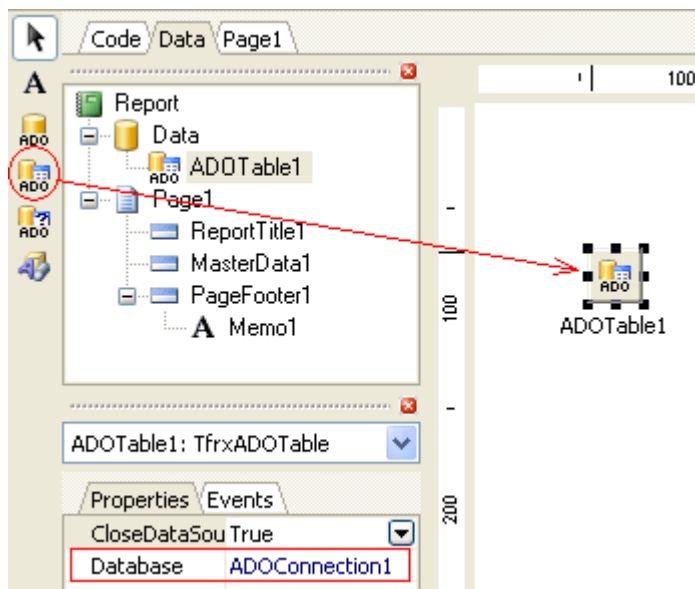 Code Data Page1
A
ADO
ADO
ADO
Report
Data
ADO ADOTable1
Page1
ReportTitle1
MasterData1
PageFooter1
A Memo1
100
100
200
ADO
ADOTable1
ADOTable1: TfrxADOTable
Properties Events
CloseDataSou True
Database ADOConnection1